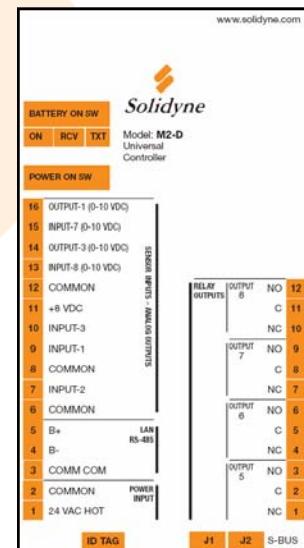 www.solidyne.com
Solidyne
BATTERY ON SW
ON RCV TXT
Model: M2-D
Universal
Controller
POWER ON SW
16 OUTPUT-1 (0-10 VDC)
15 INPUT-7 (0-10 VDC)
14 OUTPUT-3 (0-10 VDC)
13 INPUT-8 (0-10 VDC)
12 COMMON
11 +8 VDC
10 INPUT-3
9 INPUT-1
8 COMMON
7 INPUT-2
6 COMMON
5 B+
4 B-
3 COMM COM
2 COMMON
1 24 VAC HOT
SENSOR INPUTS - ANALOG OUTPUTS
LAN
RS-485
POWER
INPUT
RELAY
OUTPUTS
OUTPUT
8
NO 12
C 11
NC 10
OUTPUT
7
NO 9
C 8
NC 7
OUTPUT
6
NO 6
C 5
NC 4
OUTPUT
5
NO 3
C 2
NC 1
ID TAG
J1 J2 S-BUS